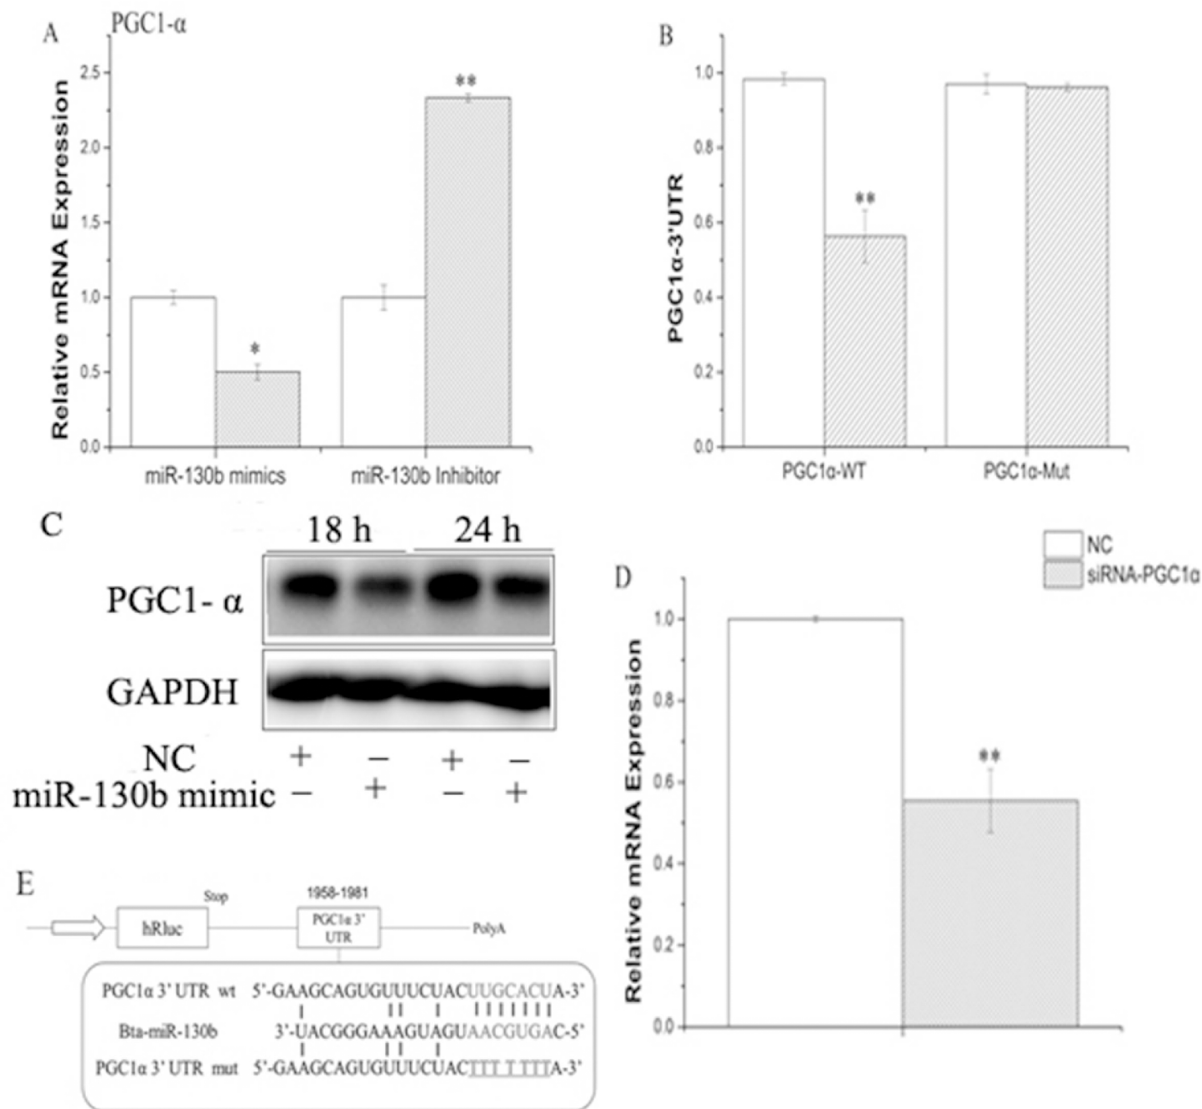 A
PGC1-α
Relative mRNA Expression
2.5
2.0
1.5
1.0
0.5
0.0
**
*
miR-130b mimics
miR-130b Inhibitor
B
PGC1α-3'UTR
1.0
0.8
0.6
0.4
0.2
0.0
**
PGC1α-WT
PGC1α-Mut
C
18 h 24 h
PGC1- α
GAPDH
NC + − + −
miR-130b mimic − + − +
NC
siRNA-PGC1α
D
Relative mRNA Expression
1.0
0.8
0.6
0.4
0.2
0.0
**
E
Stop
1958-1981
hRluc
PGC1α 3'
UTR
PolyA
PGC1α 3' UTR wt 5'-GAAGCAGUGUUUCUACUUGCACUA-3'
Bta-miR-130b 3'-UACGGGAAAGUAGUAACGUGAC-5'
PGC1α 3' UTR mut 5'-GAAGCAGUGUUUCUACTTTTTTTA-3'